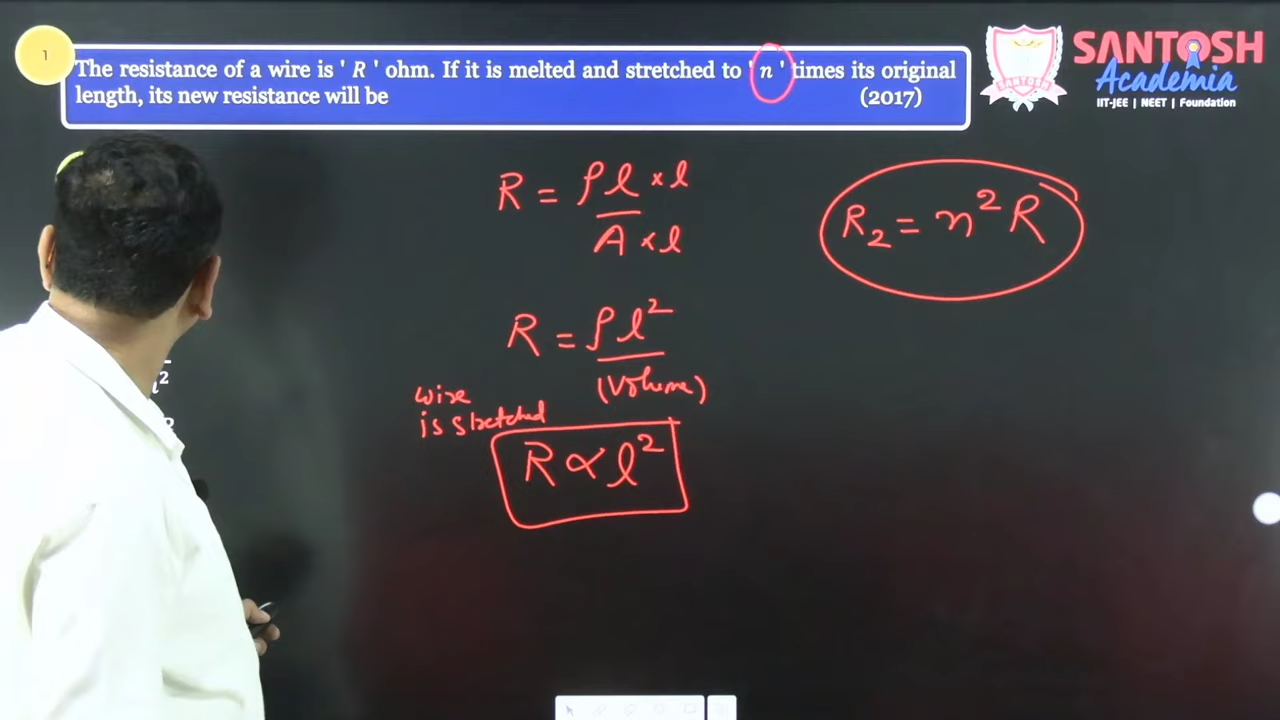 1
The resistance of a wire is ' R ' ohm. If it is melted and stretched to ' n ' times its original
length, its new resistance will be (2017)
SANTOSH
Academia
IIT-JEE | NEET | Foundation
SANTOSH
R = ρl × l
A × l
R₂ = n²R
R = ρl²
(Volume)
wire
is stretched
R ∝ l²